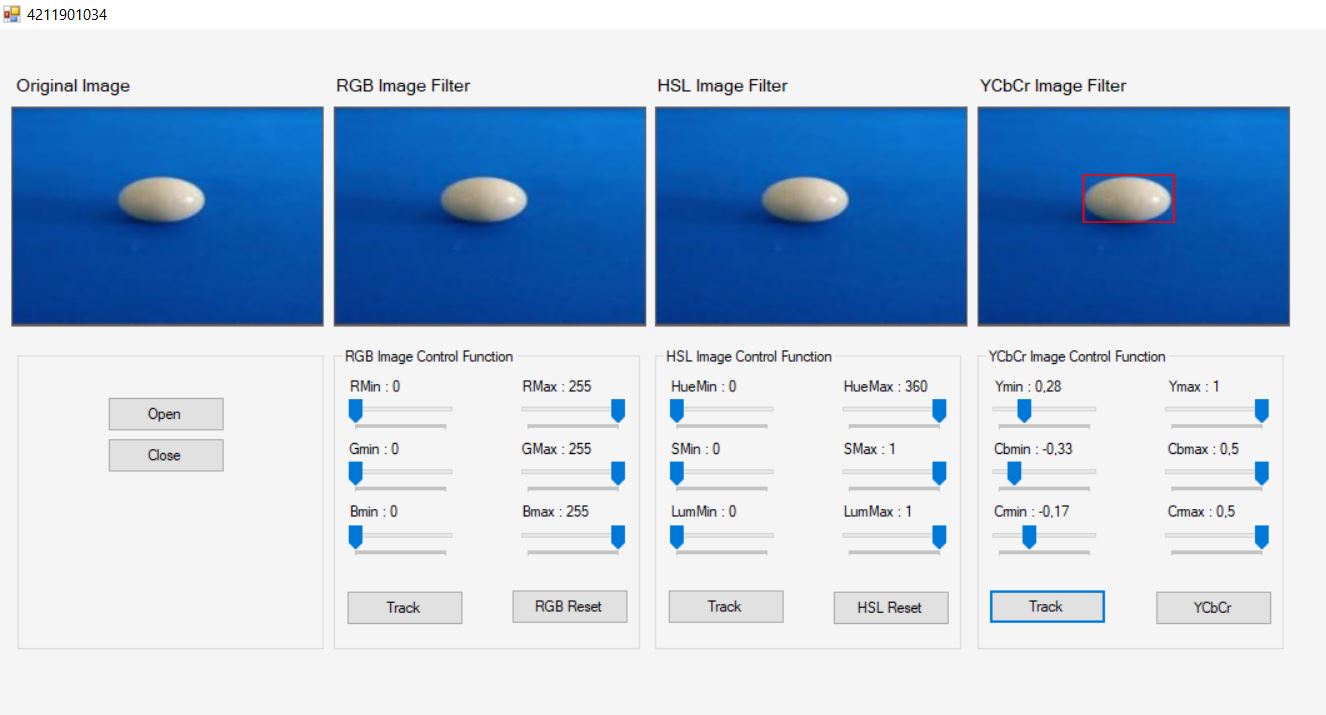 4211901034
Original Image
RGB Image Filter
HSL Image Filter
YCbCr Image Filter
Open
Close
RGB Image Control Function
RMin : 0
RMax : 255
Gmin : 0
GMax : 255
Bmin : 0
Bmax : 255
Track
RGB Reset
HSL Image Control Function
HueMin : 0
HueMax : 360
SMin : 0
SMax : 1
LumMin : 0
LumMax : 1
Track
HSL Reset
YCbCr Image Control Function
Ymin : 0,28
Ymax : 1
Cbmin : -0,33
Cbmax : 0,5
Crmin : -0,17
Crmax : 0,5
Track
YCbCr